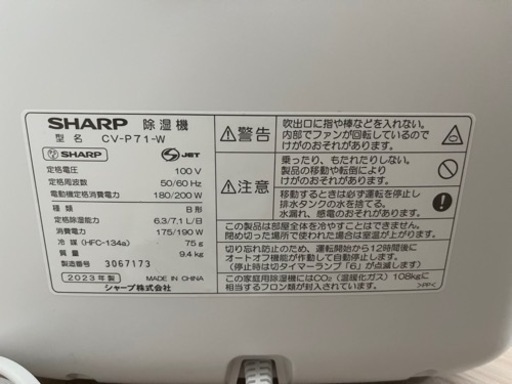 SHARP 除湿機
型 名 CV-P71-W
SHARP
S JET
定格電圧 100 V
定格周波数 50/60 Hz
電動機定格消費電力 180/200 W
種 類 B形
定格除湿能力 6.3/7.1 L/日
消費電力 175/190 W
冷 媒 (HFC-134a) 75 g
質 量 9.4 kg
製造番号 3067173
2023年製 MADE IN CHINA
シャープ株式会社
警告
吹出口に指や棒などを入れない。
内部でファンが回転しているので
けがのおそれあり。
注意
乗ったり、もたれたりしない。
製品の移動や転倒により
けがのおそれあり。
移動するときは必ず運転を停止し
排水タンクの水を捨てる。
水漏れ、感電のおそれあります。
この製品は部屋全体を冷やすことはできません。
閉め切った場所で使われた場合は室温が上がります。
切り忘れ防止のため、運転開始から12時間後に
オートオフ機能が作動して自動停止します。
(停止時は切タイマーランプ「6」が点滅します)
この家庭用除湿機にはCO₂(温暖化ガス)108kgに
相当するフロン類が封入されています。
>PP<